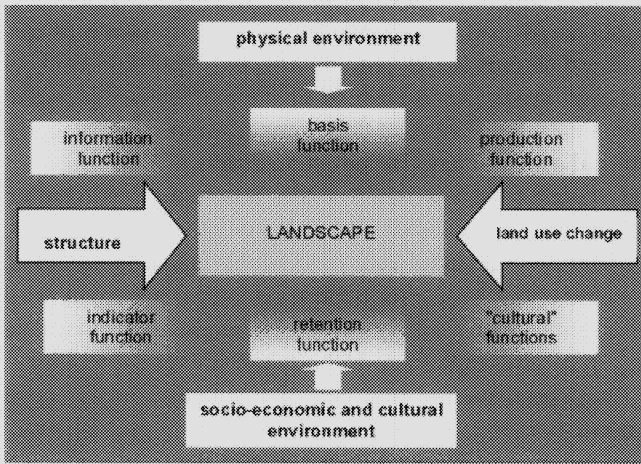 physical environment
information
function
basis
function
production
function
structure
LANDSCAPE
land use change
indicator
function
retention
function
"cultural"
functions
socio-economic and cultural
environment